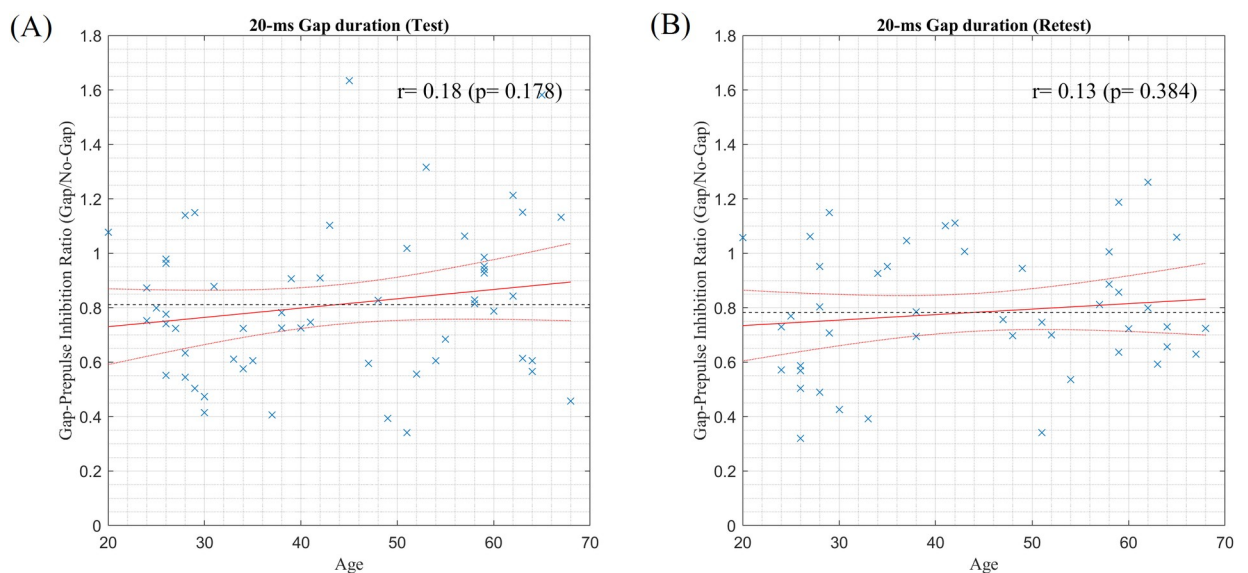 (A)
20-ms Gap duration (Test)
r= 0.18 (p= 0.178)
Gap-Prepulse Inhibition Ratio (Gap/No-Gap)
1.8
1.6
1.4
1.2
1
0.8
0.6
0.4
0.2
0
20 30 40 50 60 70
Age
(B)
20-ms Gap duration (Retest)
r= 0.13 (p= 0.384)
Gap-Prepulse Inhibition Ratio (Gap/No-Gap)
1.8
1.6
1.4
1.2
1
0.8
0.6
0.4
0.2
0
20 30 40 50 60 70
Age